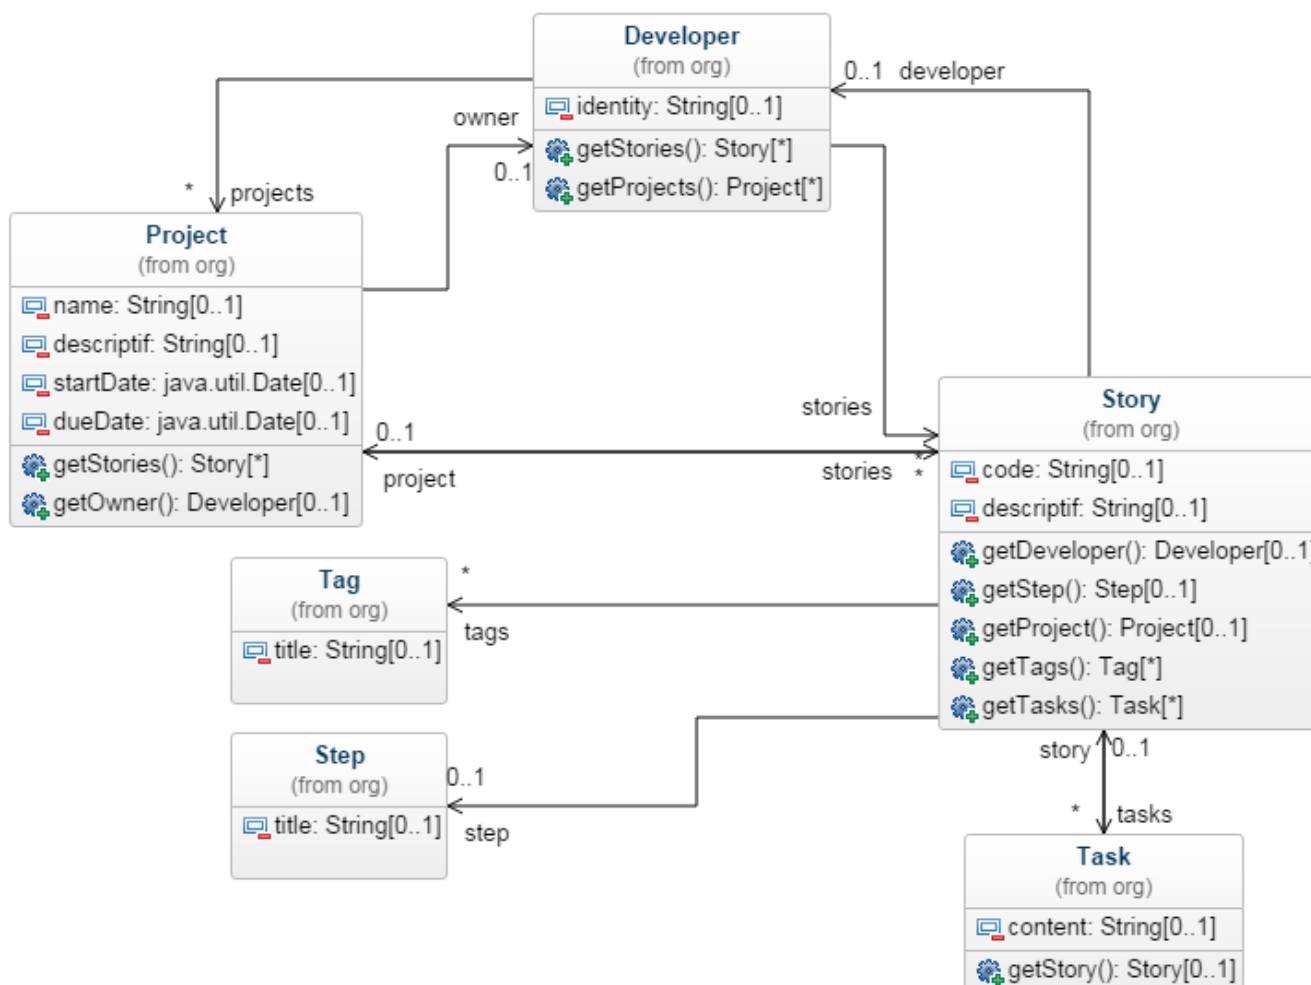 Developer
(from org)
identity: String[0..1]
getStories(): Story[*]
getProjects(): Project[*]
0..1 developer
owner
0..1
* projects
Project
(from org)
name: String[0..1]
descriptif: String[0..1]
startDate: java.util.Date[0..1]
dueDate: java.util.Date[0..1]
getStories(): Story[*]
getOwner(): Developer[0..1]
0..1
project
stories
*
stories
*
Story
(from org)
code: String[0..1]
descriptif: String[0..1]
getDeveloper(): Developer[0..1]
getStep(): Step[0..1]
getProject(): Project[0..1]
getTags(): Tag[*]
getTasks(): Task[*]
Tag
(from org)
title: String[0..1]
*
tags
Step
(from org)
title: String[0..1]
0..1
step
story 0..1
* tasks
Task
(from org)
content: String[0..1]
getStory(): Story[0..1]